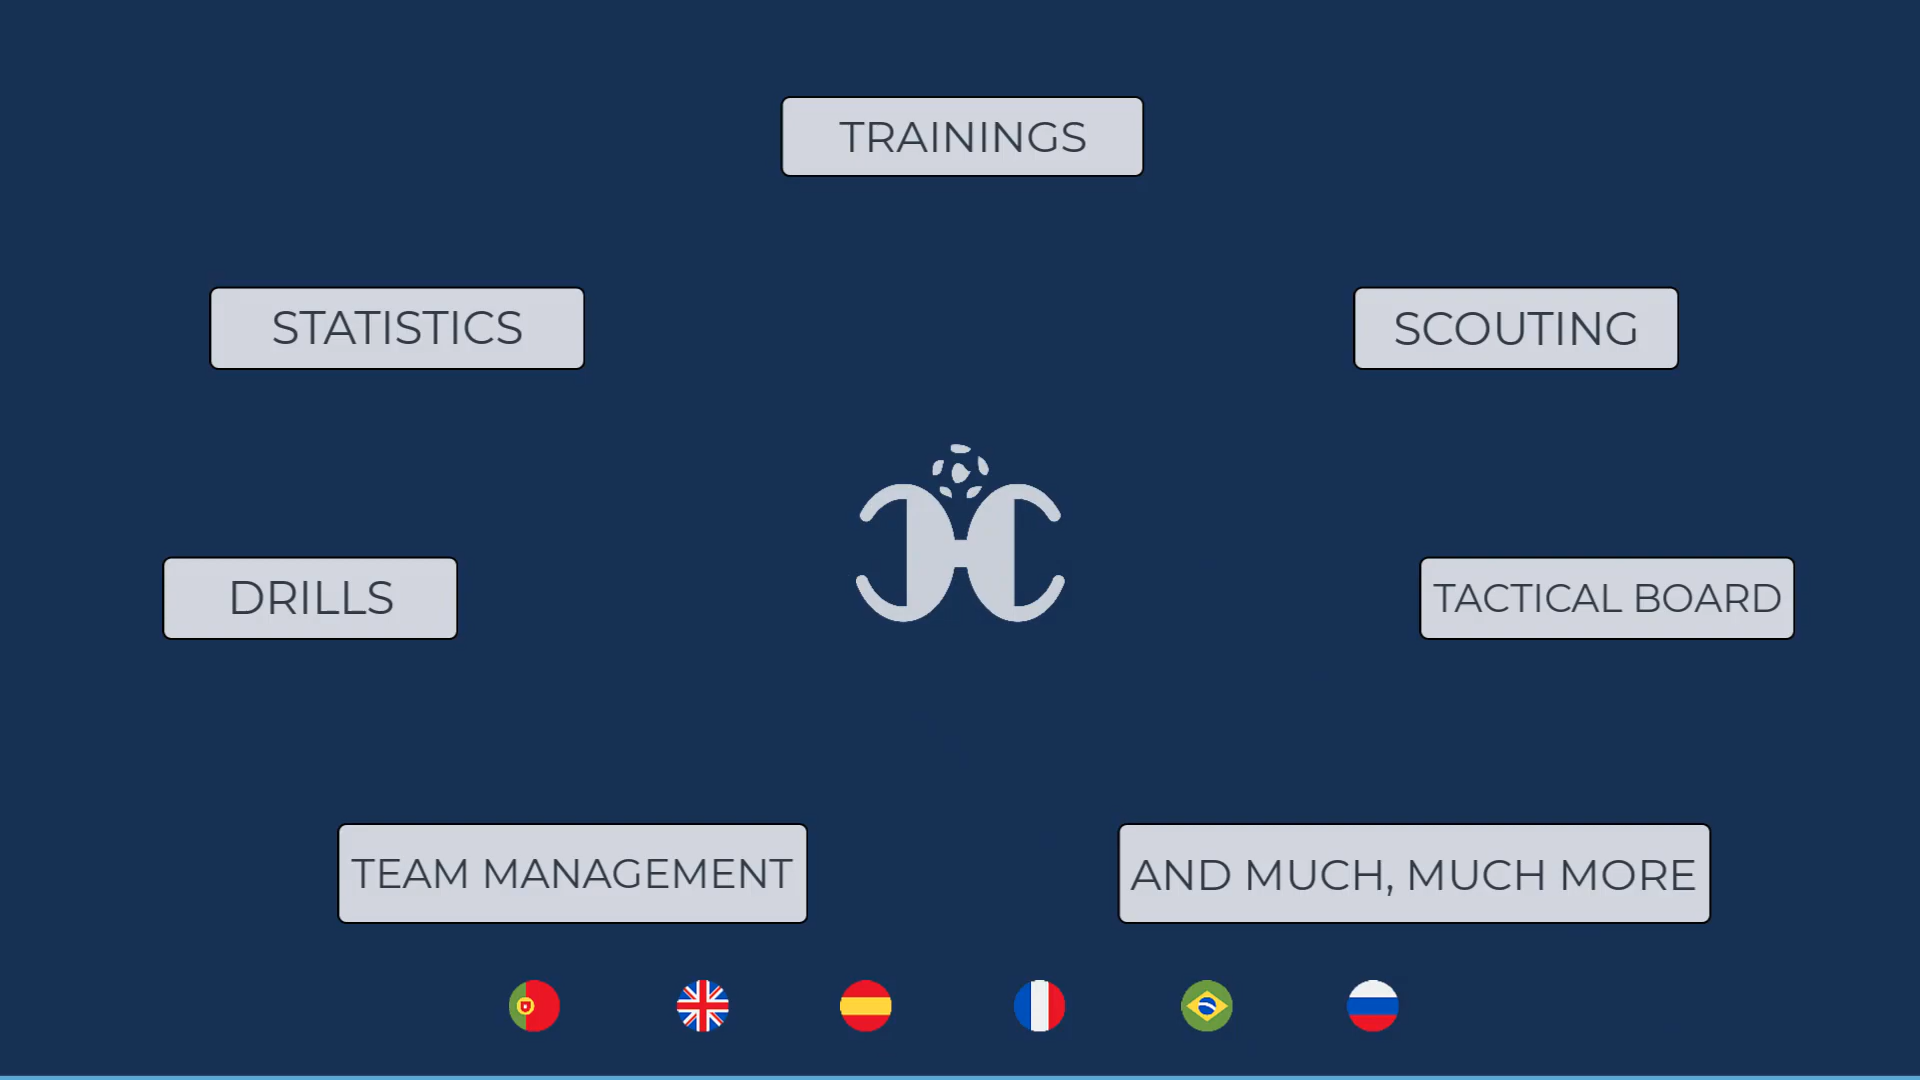 TRAININGS
STATISTICS
SCOUTING
DRILLS
TACTICAL BOARD
TEAM MANAGEMENT
AND MUCH, MUCH MORE